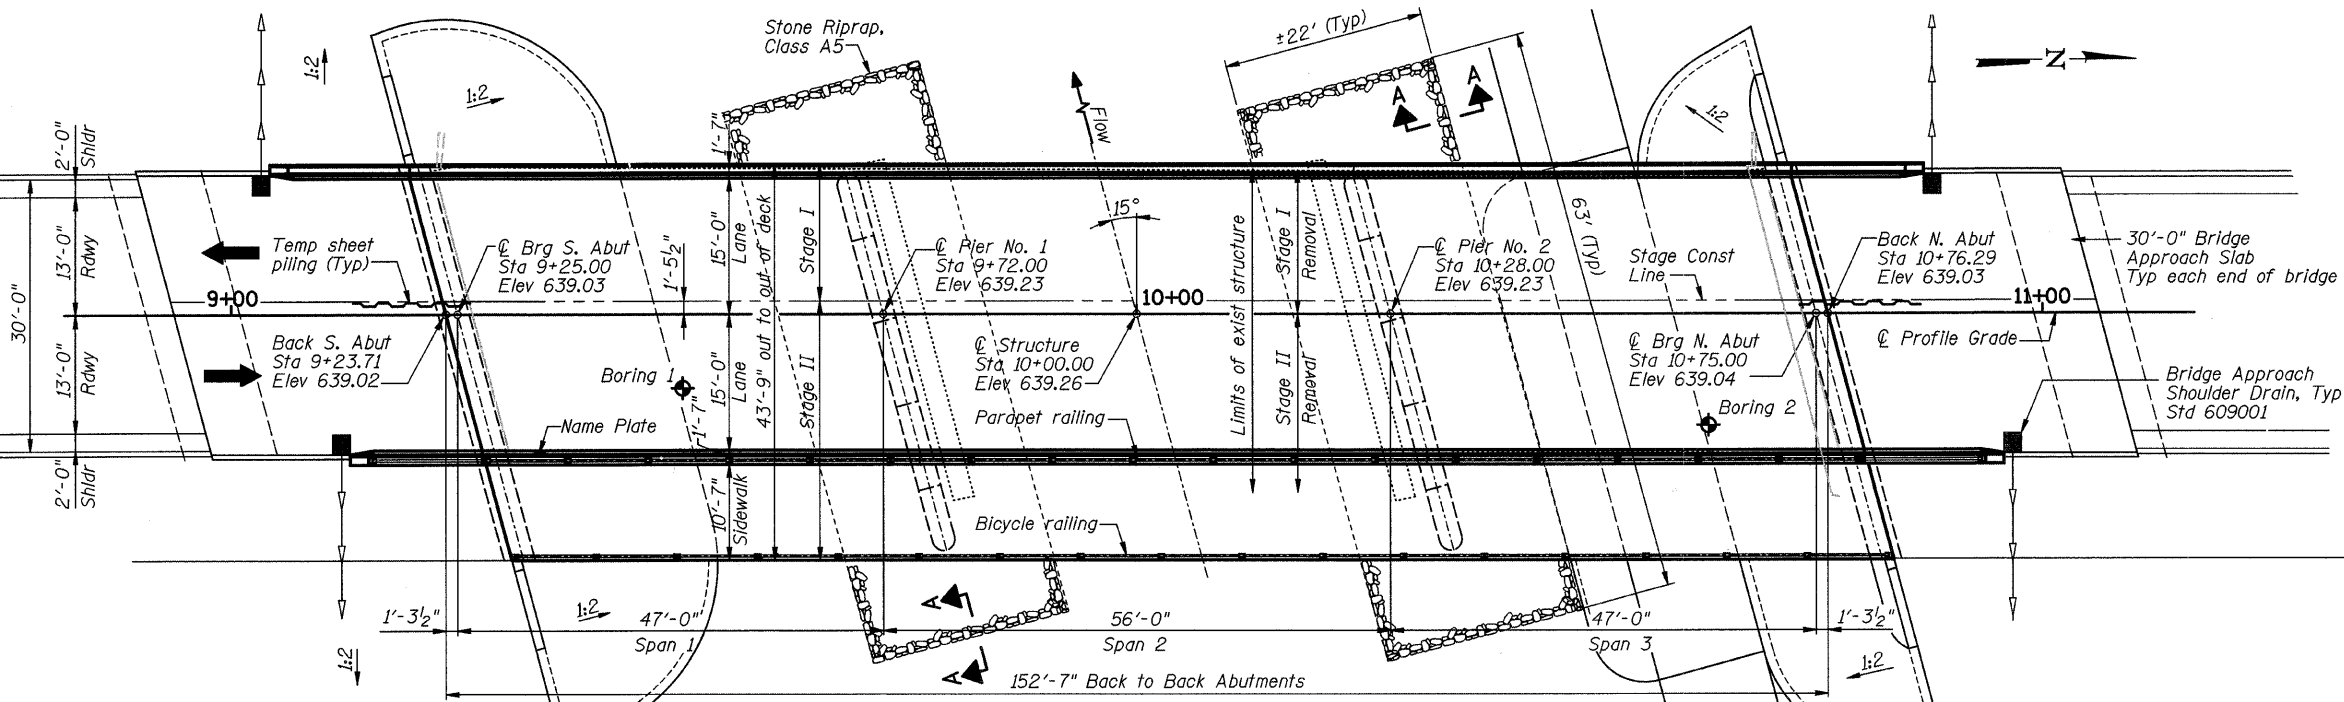 Stone Riprap,
Class A5
±22' (Typ)
A
A
N
1:2
1:2
Flow
1:2
2'-0"
Shldr
1'-7"
15°
63' (Typ)
13'-0"
Rdwy
30'-0"
13'-0"
Rdwy
2'-0"
Shldr
Temp sheet
piling (Typ)
℄ Brg S. Abut
Sta 9+25.00
Elev 639.03
1'-5½"
15'-0"
Lane
Stage I
43'-9" out to out of deck
15'-0"
Lane
Stage II
℄ Pier No. 1
Sta 9+72.00
Elev 639.23
Limits of exist structure
Stage I
Removal
Stage II
Removal
℄ Pier No. 2
Sta 10+28.00
Elev 639.23
Stage Const
Line
Back N. Abut
Sta 10+76.29
Elev 639.03
30'-0" Bridge
Approach Slab
Typ each end of bridge
9+00
10+00
11+00
Back S. Abut
Sta 9+23.71
Elev 639.02
Boring 1
℄ Structure
Sta 10+00.00
Elev 639.26
℄ Brg N. Abut
Sta 10+75.00
Elev 639.04
℄ Profile Grade
Bridge Approach
Shoulder Drain, Typ
Std 609001
Name Plate
1'-7"
Parapet railing
Boring 2
10'-7"
Sidewalk
Bicycle railing
A
A
1:2
1:2
1:2
1'-3½"
47'-0"
Span 1
56'-0"
Span 2
47'-0"
Span 3
1'-3½"
152'-7" Back to Back Abutments